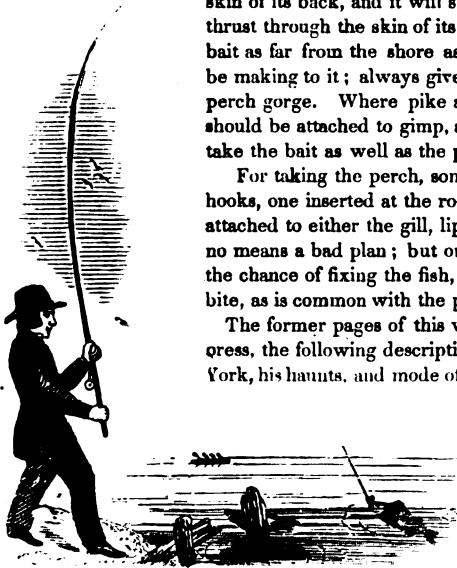 skin of its back, and it will s
thrust through the skin of its
bait as far from the shore as
be making to it; always give
perch gorge. Where pike a
should be attached to gimp, a
take the bait as well as the p
For taking the perch, son
hooks, one inserted at the ro
attached to either the gill, lip
no means a bad plan; but ou
the chance of fixing the fish,
bite, as is common with the p
The former pages of this v
press, the following descripti
York, his haunts, and mode of